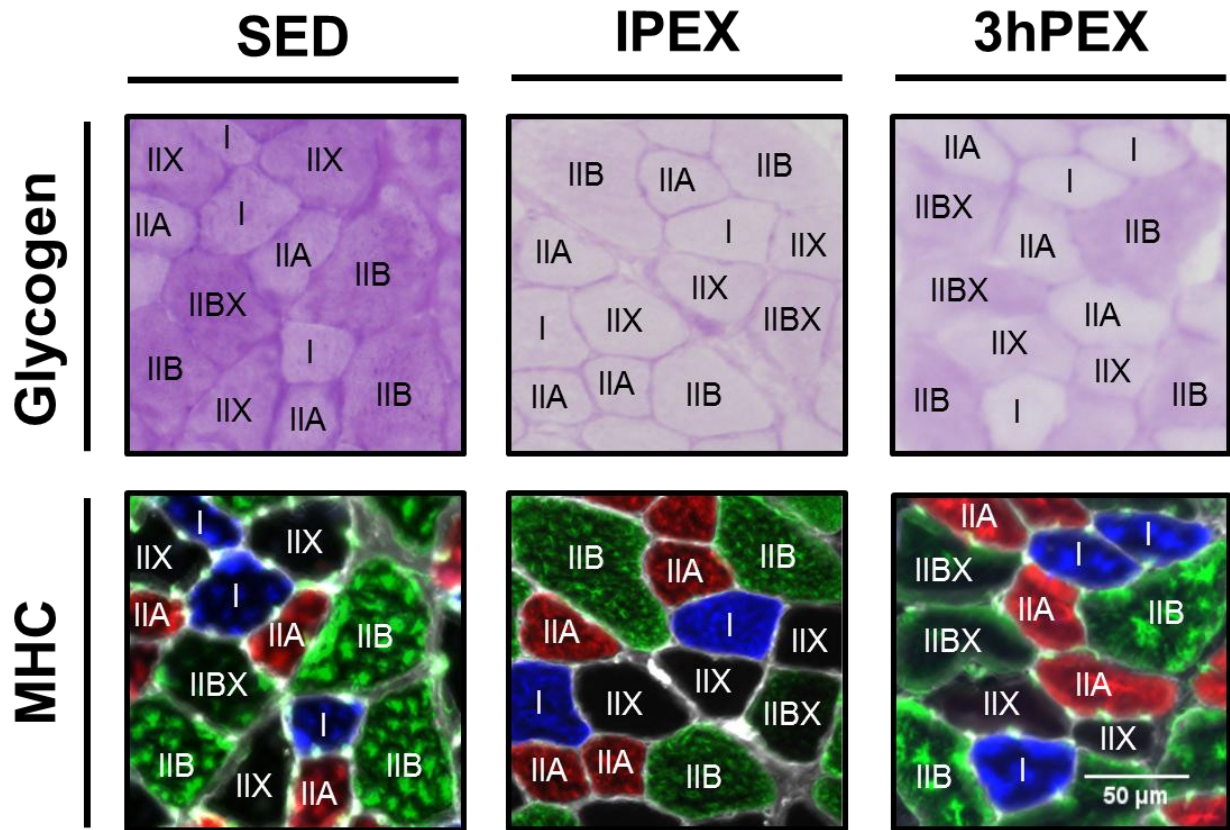 SED IPEX 3hPEX
Glycogen
I
IIX IIX
I
IIA
IIA
IIB
IIBX
I
IIB
IIB
IIX IIA
IIB IIB
IIA
I
IIA IIX
IIX
I IIX IIBX
IIA IIA
IIB
IIA I
I
IIBX
IIA IIB
IIBX
IIA
IIX
IIX
IIB IIB
I
MHC
I
IIX IIX
I
IIA IIA
IIB
IIBX
I
IIB IIB
IIX IIA
IIB IIB
IIA
IIA I IIX
IIX
I IIX IIBX
IIA IIA IIB
IIA
I I
IIBX
IIA IIB
IIBX
IIA
IIX
IIX
IIB I
50 µm